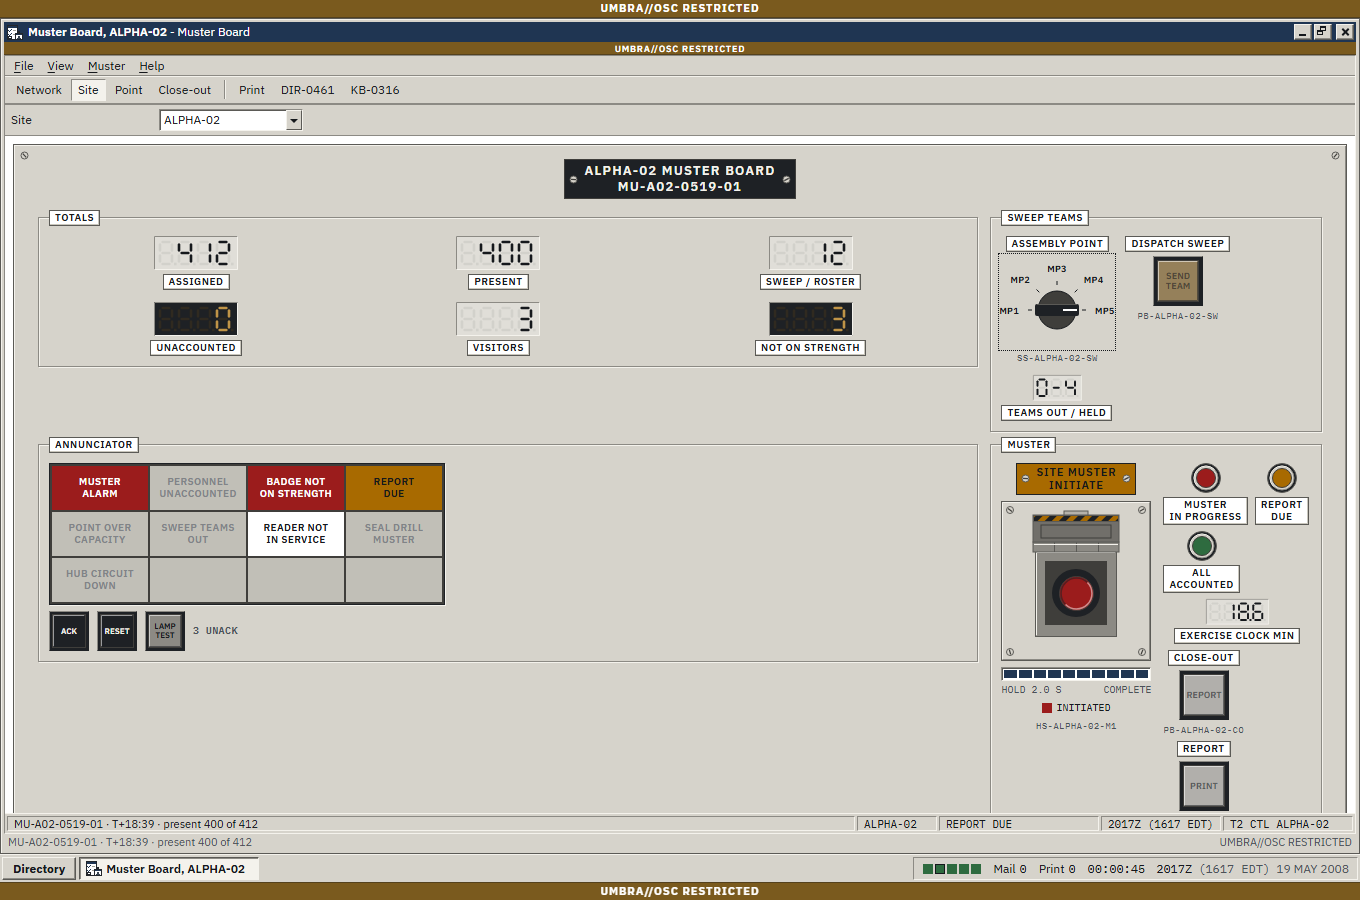 UMBRA//OSC RESTRICTED
Muster Board, ALPHA-02 - Muster Board
UMBRA//OSC RESTRICTED
File View Muster Help
Network Site Point Close-out Print DIR-0461 KB-0316
Site ALPHA-02
ALPHA-02 MUSTER BOARD
MU-A02-0519-01
TOTALS
412
ASSIGNED
400
PRESENT
12
SWEEP / ROSTER
0
UNACCOUNTED
3
VISITORS
3
NOT ON STRENGTH
SWEEP TEAMS
ASSEMBLY POINT
MP1
MP2
MP3
MP4
MP5
SS-ALPHA-02-SW
DISPATCH SWEEP
SEND
TEAM
PB-ALPHA-02-SW
0-4
TEAMS OUT / HELD
ANNUNCIATOR
MUSTER
ALARM
PERSONNEL
UNACCOUNTED
BADGE NOT
ON STRENGTH
REPORT
DUE
POINT OVER
CAPACITY
SWEEP TEAMS
OUT
READER NOT
IN SERVICE
SEAL DRILL
MUSTER
HUB CIRCUIT
DOWN
ACK
RESET
LAMP
TEST
3 UNACK
MUSTER
SITE MUSTER
INITIATE
HOLD 2.0 S COMPLETE
INITIATED
HS-ALPHA-02-M1
MUSTER
IN PROGRESS
REPORT
DUE
ALL
ACCOUNTED
18.6
EXERCISE CLOCK MIN
CLOSE-OUT
REPORT
PB-ALPHA-02-CO
REPORT
PRINT
MU-A02-0519-01 · T+18:39 · present 400 of 412 ALPHA-02 REPORT DUE 2017Z (1617 EDT) T2 CTL ALPHA-02
MU-A02-0519-01 · T+18:39 · present 400 of 412 UMBRA//OSC RESTRICTED
Directory Muster Board, ALPHA-02 Mail 0 Print 0 00:00:45 2017Z (1617 EDT) 19 MAY 2008
UMBRA//OSC RESTRICTED